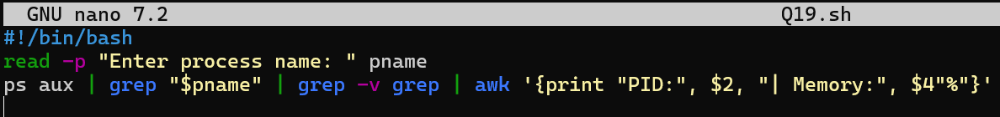 GNU nano 7.2 Q19.sh
#!/bin/bash
read -p "Enter process name: " pname
ps aux | grep "$pname" | grep -v grep | awk '{print "PID:", $2, "| Memory:", $4"%"}'